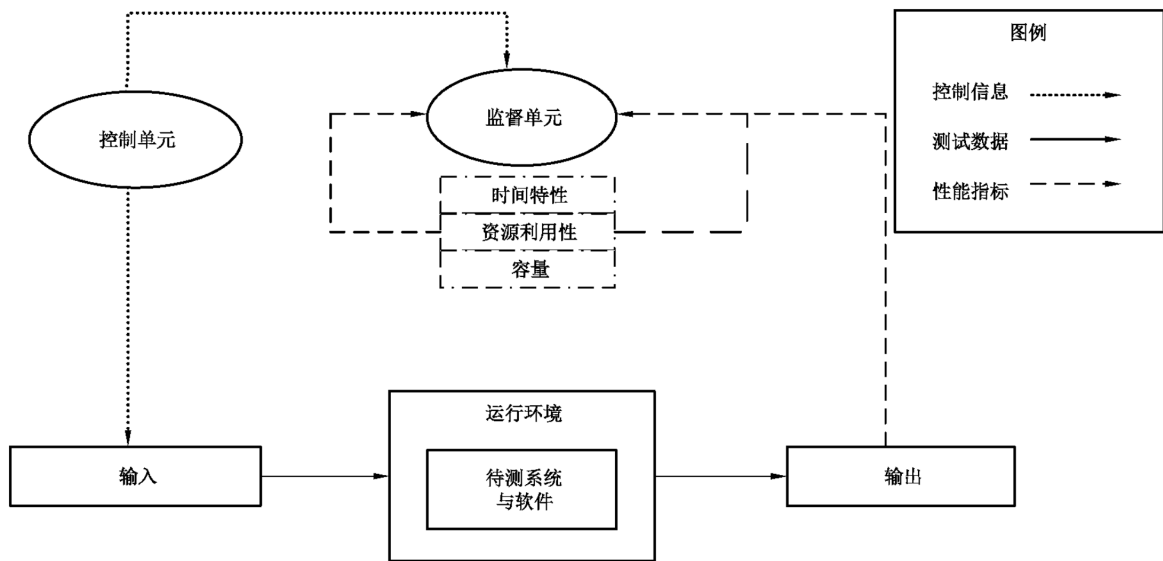 控制单元
监督单元
时间特性
资源利用性
容量
图例
控制信息
测试数据
性能指标
输入
运行环境
待测系统
与软件
输出